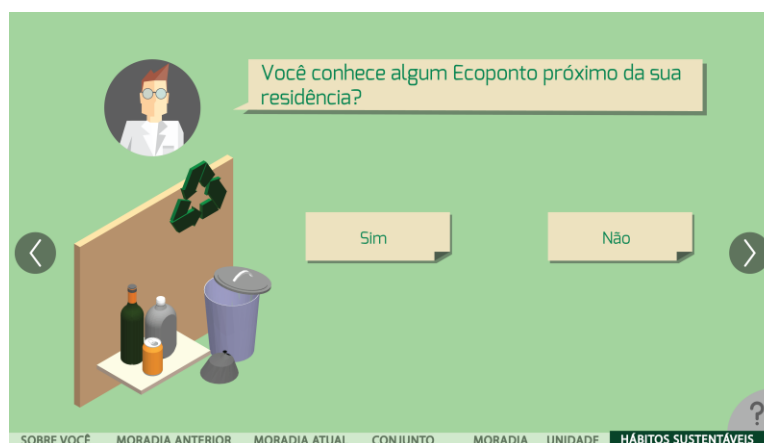 Você conhece algum Ecoponto próximo da sua
residência?
Sim
Não
?
SOBRE VOCÊ MORADIA ANTERIOR MORADIA ATUAL CONJUNTO MORADIA UNIDADE HÁBITOS SUSTENTÁVEIS